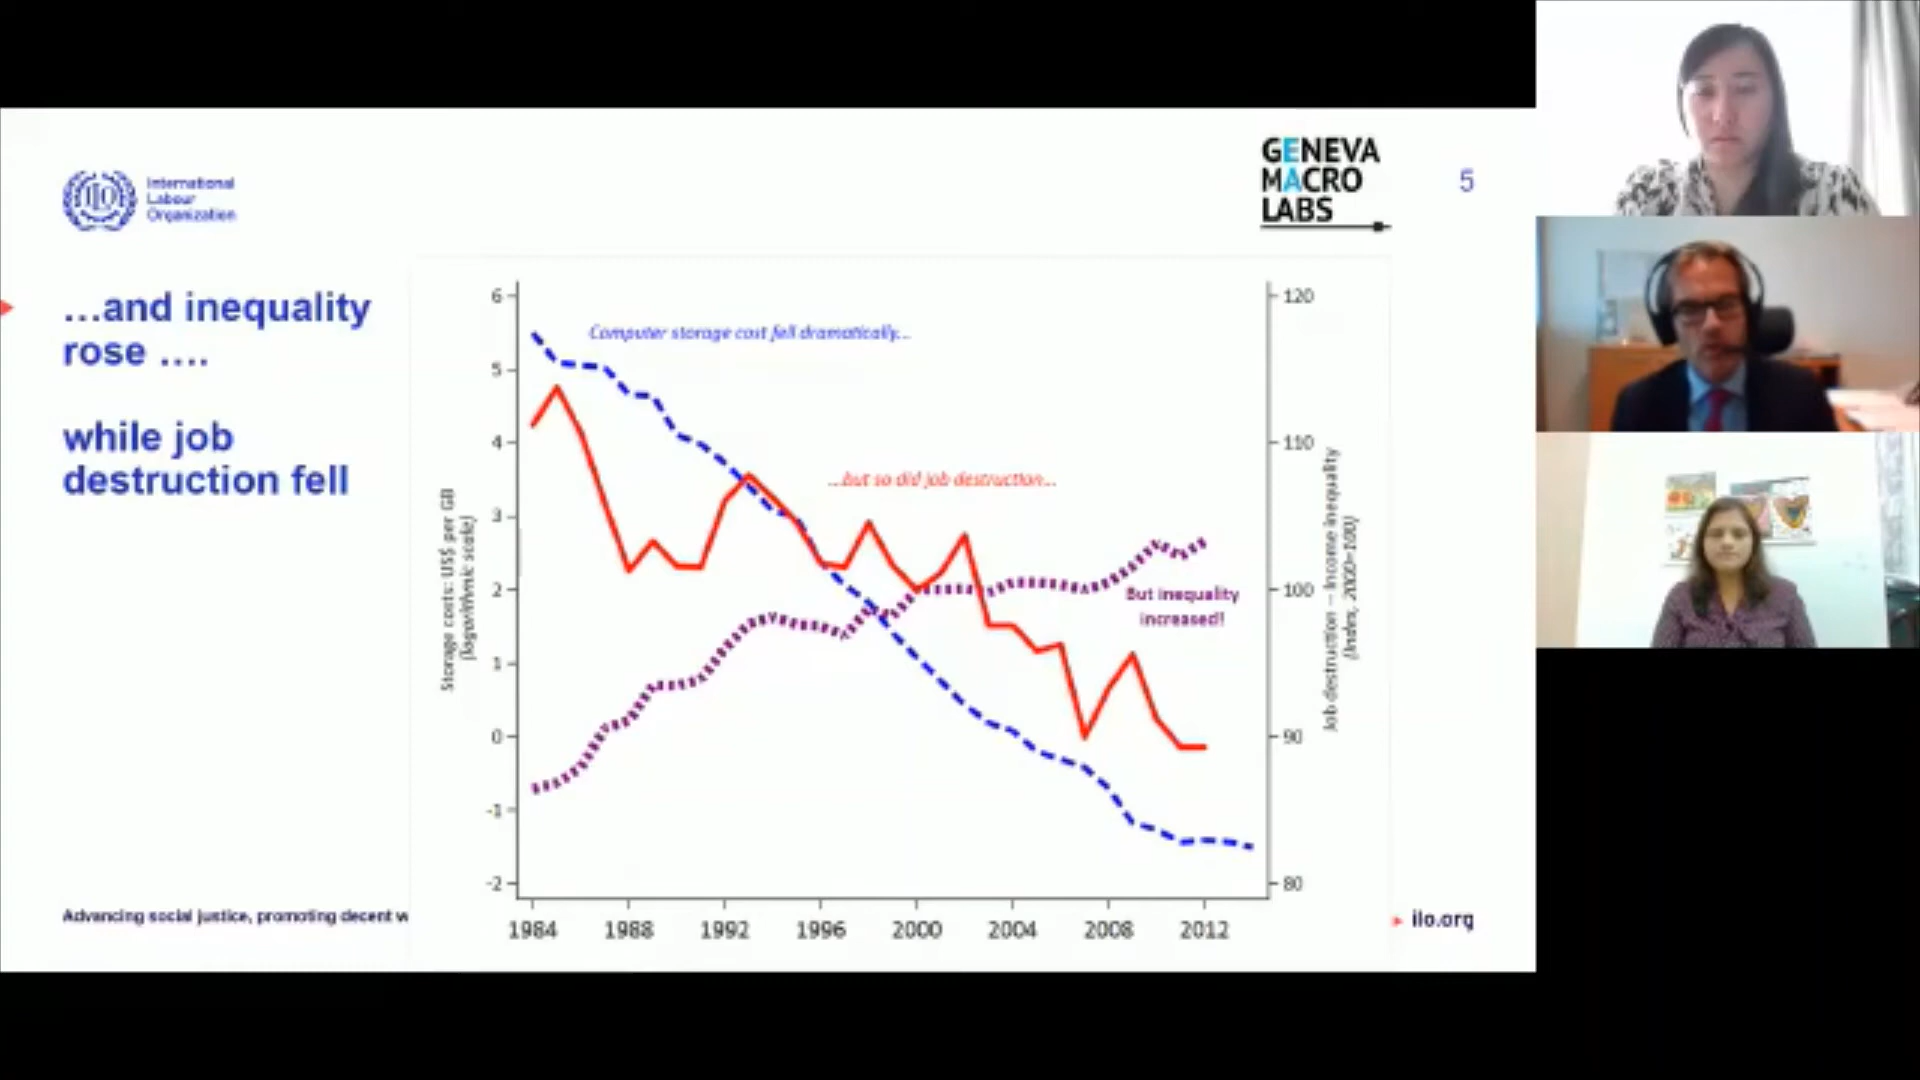 International
Labour
Organization
GENEVA
MACRO
LABS
5
…and inequality
rose ….
while job
destruction fell
6
5
4
3
2
1
0
-1
-2
Storage costs: US$ per GB
(logarithmic scale)
Computer storage cost fell dramatically...
...but so did job destruction...
But inequality
increased!
120
110
100
90
80
Job destruction – Income inequality
(Index, 2000=100)
1984 1988 1992 1996 2000 2004 2008 2012
Advancing social justice, promoting decent w
ilo.org